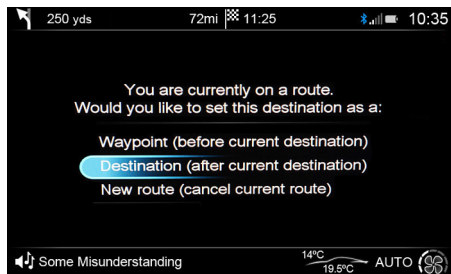 250 yds 72mi 11:25 10:35
You are currently on a route.
Would you like to set this destination as a:
Waypoint (before current destination)
Destination (after current destination)
New route (cancel current route)
Some Misunderstanding 14°C AUTO
19.5°C